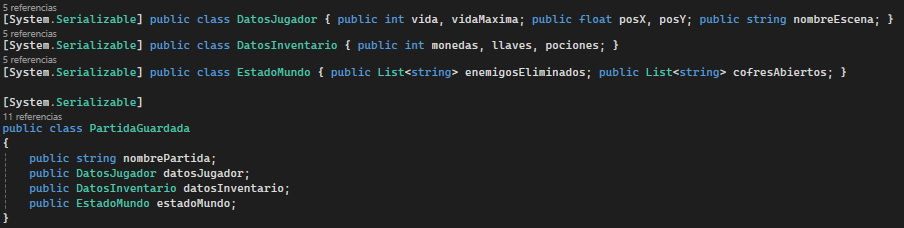 5 referencias
[System.Serializable] public class DatosJugador { public int vida, vidaMaxima; public float posX, posY; public string nombreEscena; }
5 referencias
[System.Serializable] public class DatosInventario { public int monedas, llaves, pociones; }
5 referencias
[System.Serializable] public class EstadoMundo { public List<string> enemigosEliminados; public List<string> cofresAbiertos; }
[System.Serializable]
11 referencias
public class PartidaGuardada
{
public string nombrePartida;
public DatosJugador datosJugador;
public DatosInventario datosInventario;
public EstadoMundo estadoMundo;
}